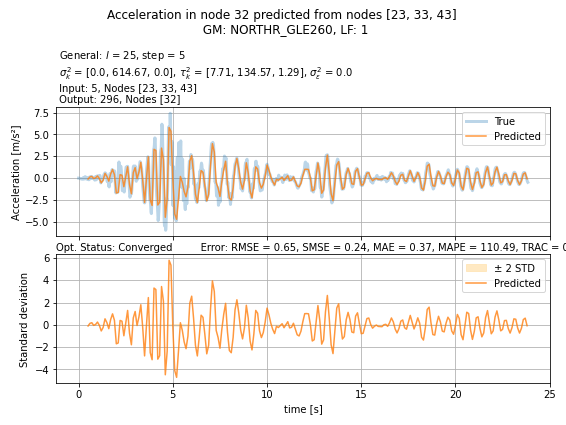 Acceleration in node 32 predicted from nodes [23, 33, 43]
GM: NORTHR_GLE260, LF: 1
General: l = 25, step = 5
σ²ₖ = [0.0, 614.67, 0.0], τ²ₖ = [7.71, 134.57, 1.29], σ²ε = 0.0
Input: 5, Nodes [23, 33, 43]
Output: 296, Nodes [32]
Acceleration [m/s²]
7.5
5.0
2.5
0.0
−2.5
−5.0
True
Predicted
Opt. Status: Converged Error: RMSE = 0.65, SMSE = 0.24, MAE = 0.37, MAPE = 110.49, TRAC = 0
Standard deviation
6
4
2
0
−2
−4
± 2 STD
Predicted
0 5 10 15 20 25
time [s]